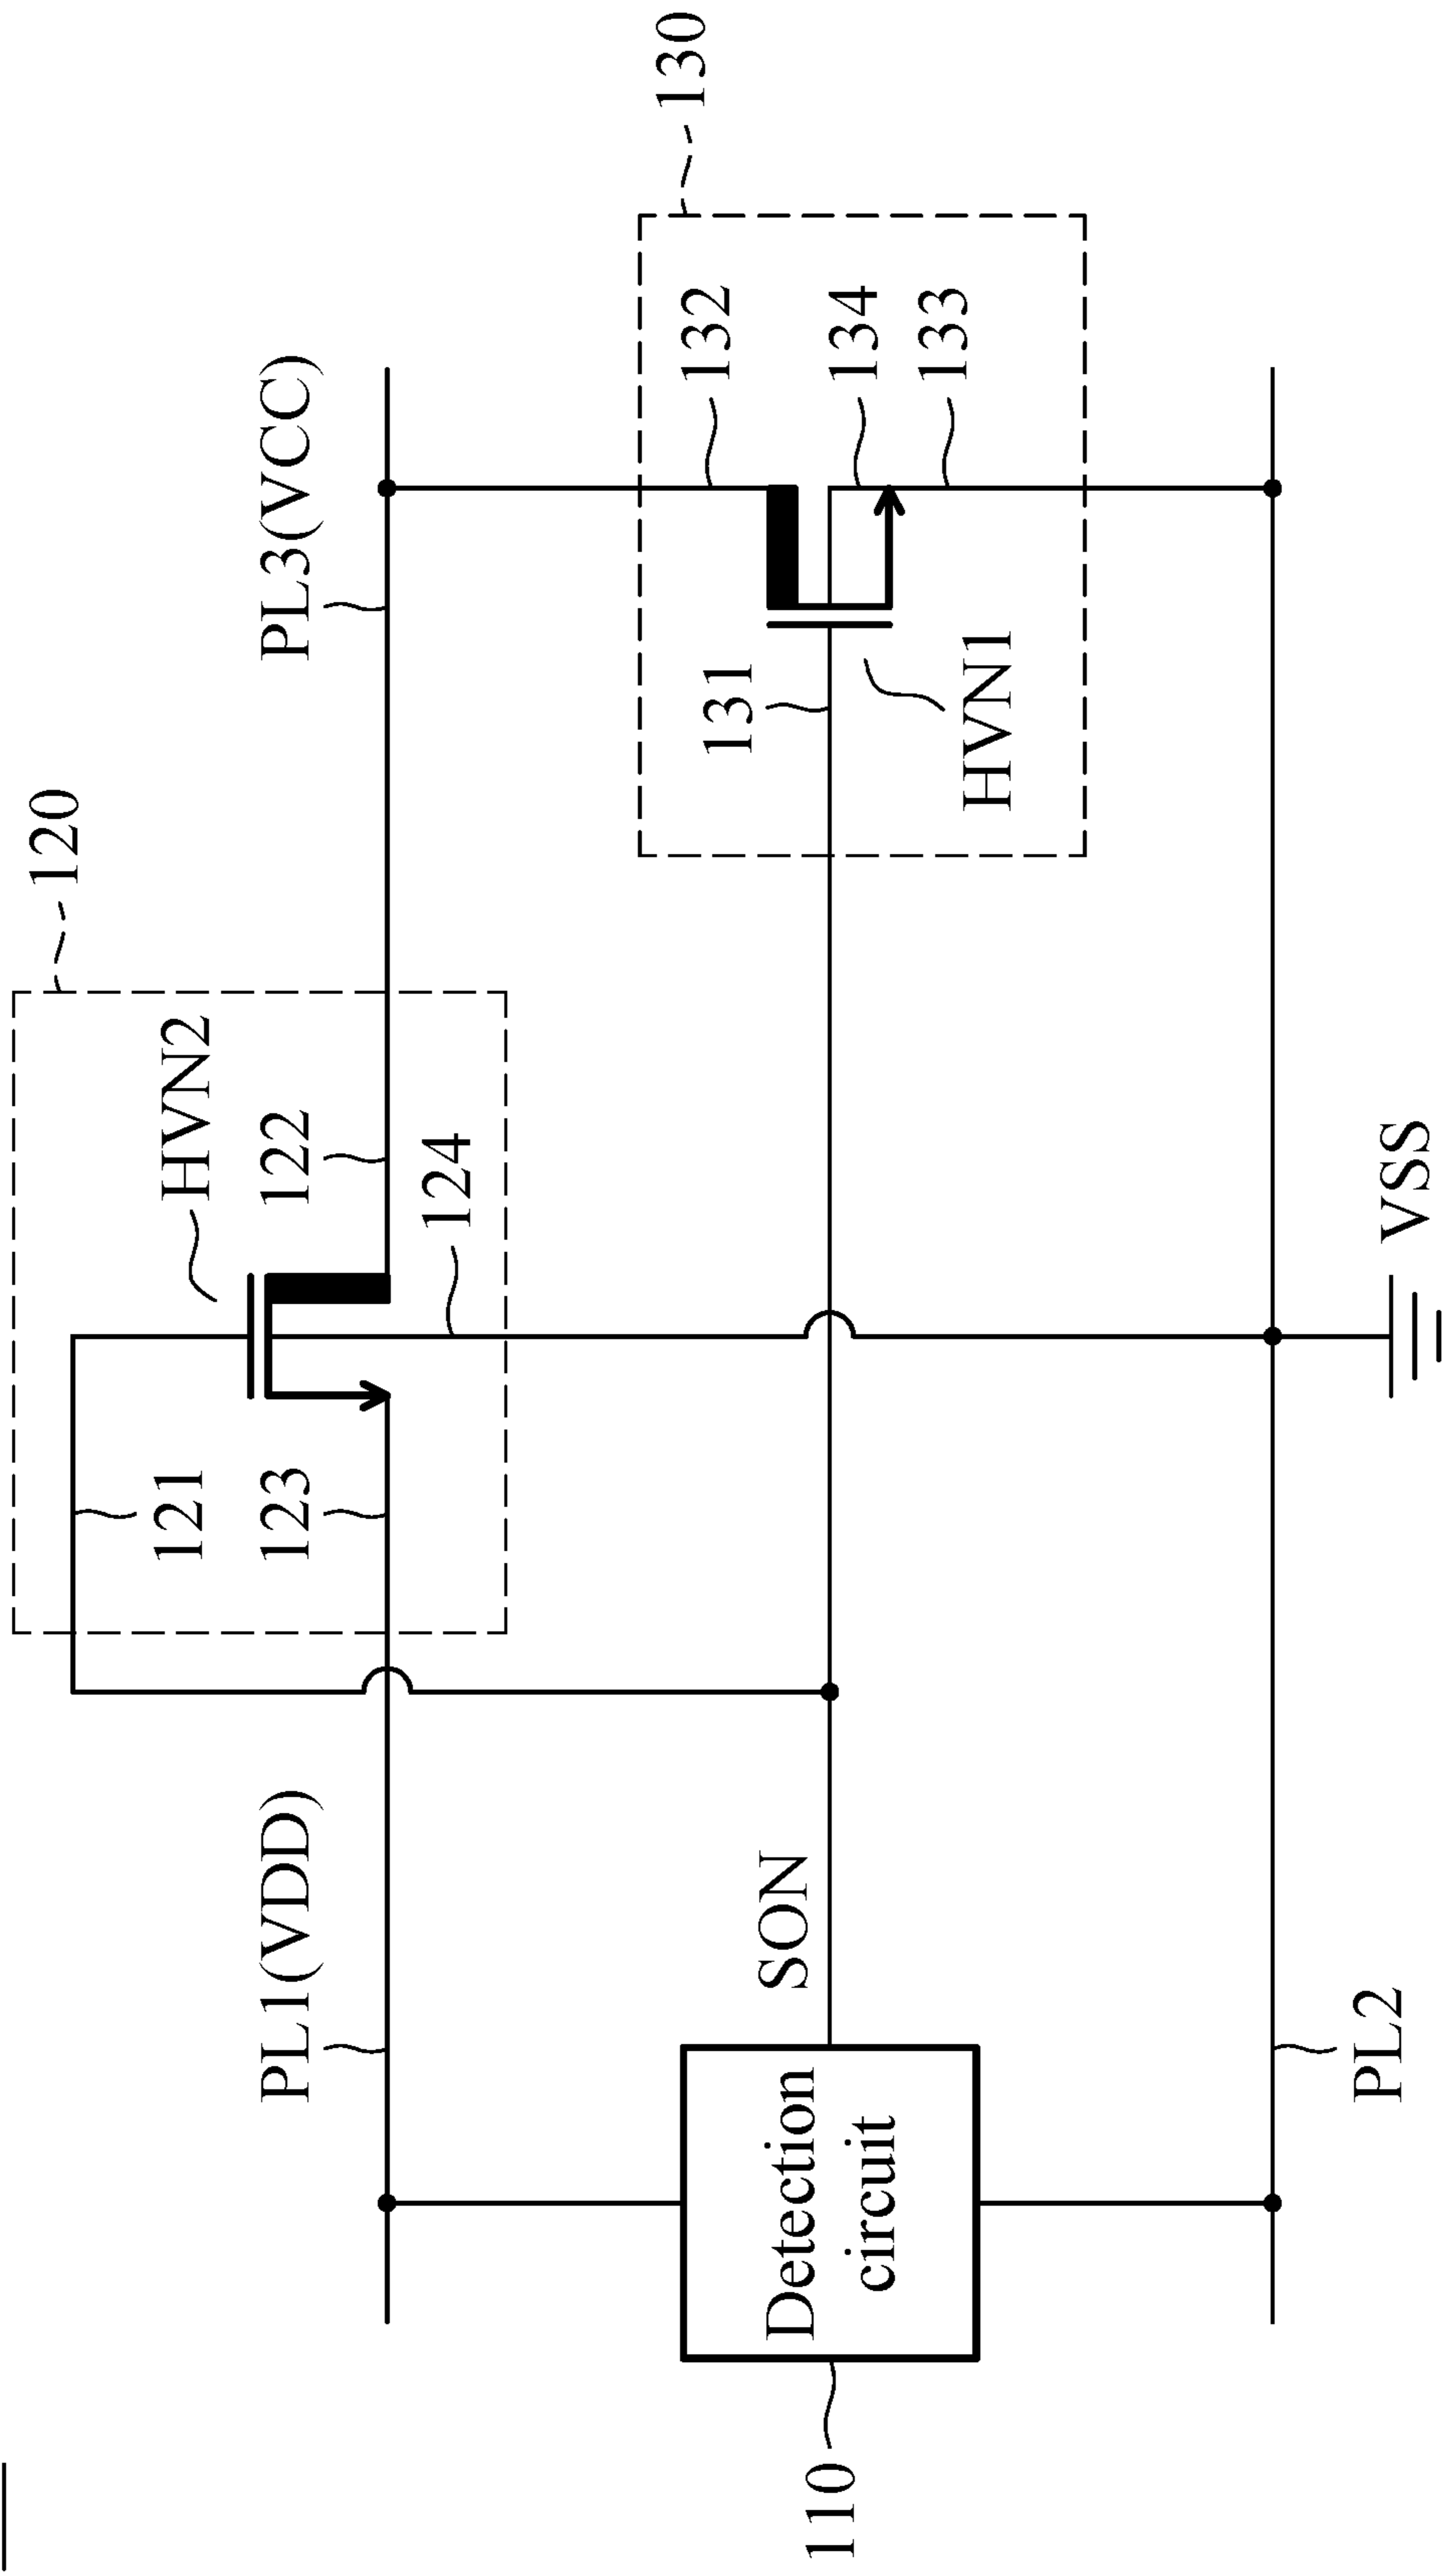 120
HVN2
121
122
123
124
PL1(VDD)
PL3(VCC)
130
132
131
134
133
HVN1
SON
Detection
circuit
110
PL2
VSS